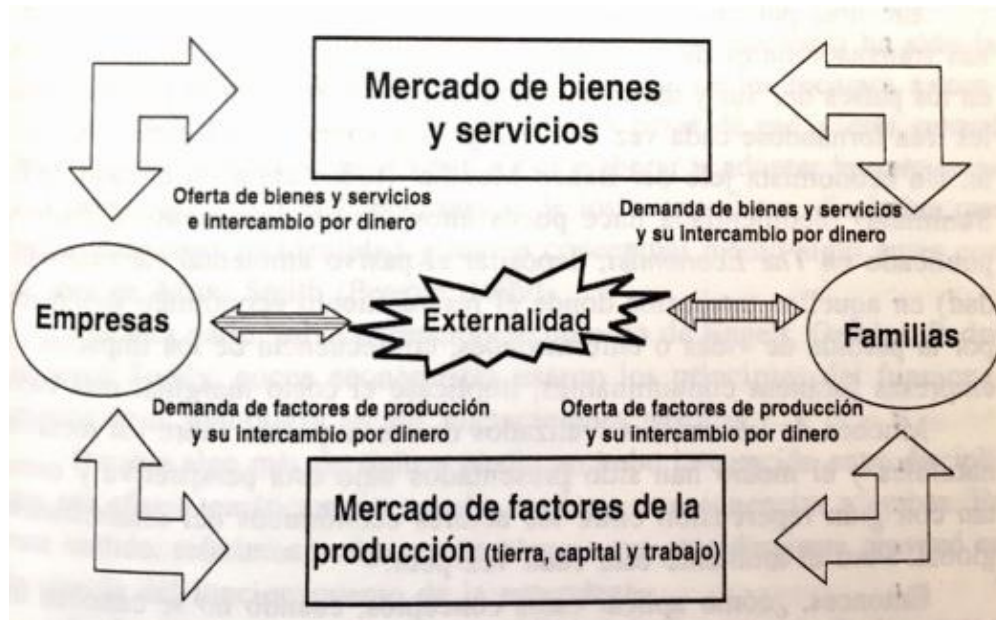 Mercado de bienes
y servicios
Oferta de bienes y servicios
e intercambio por dinero
Demanda de bienes y servicios
y su intercambio por dinero
Empresas
Externalidad
Familias
Demanda de factores de producción
y su intercambio por dinero
Oferta de factores de producción
y su intercambio por dinero
Mercado de factores de la
producción (tierra, capital y trabajo)